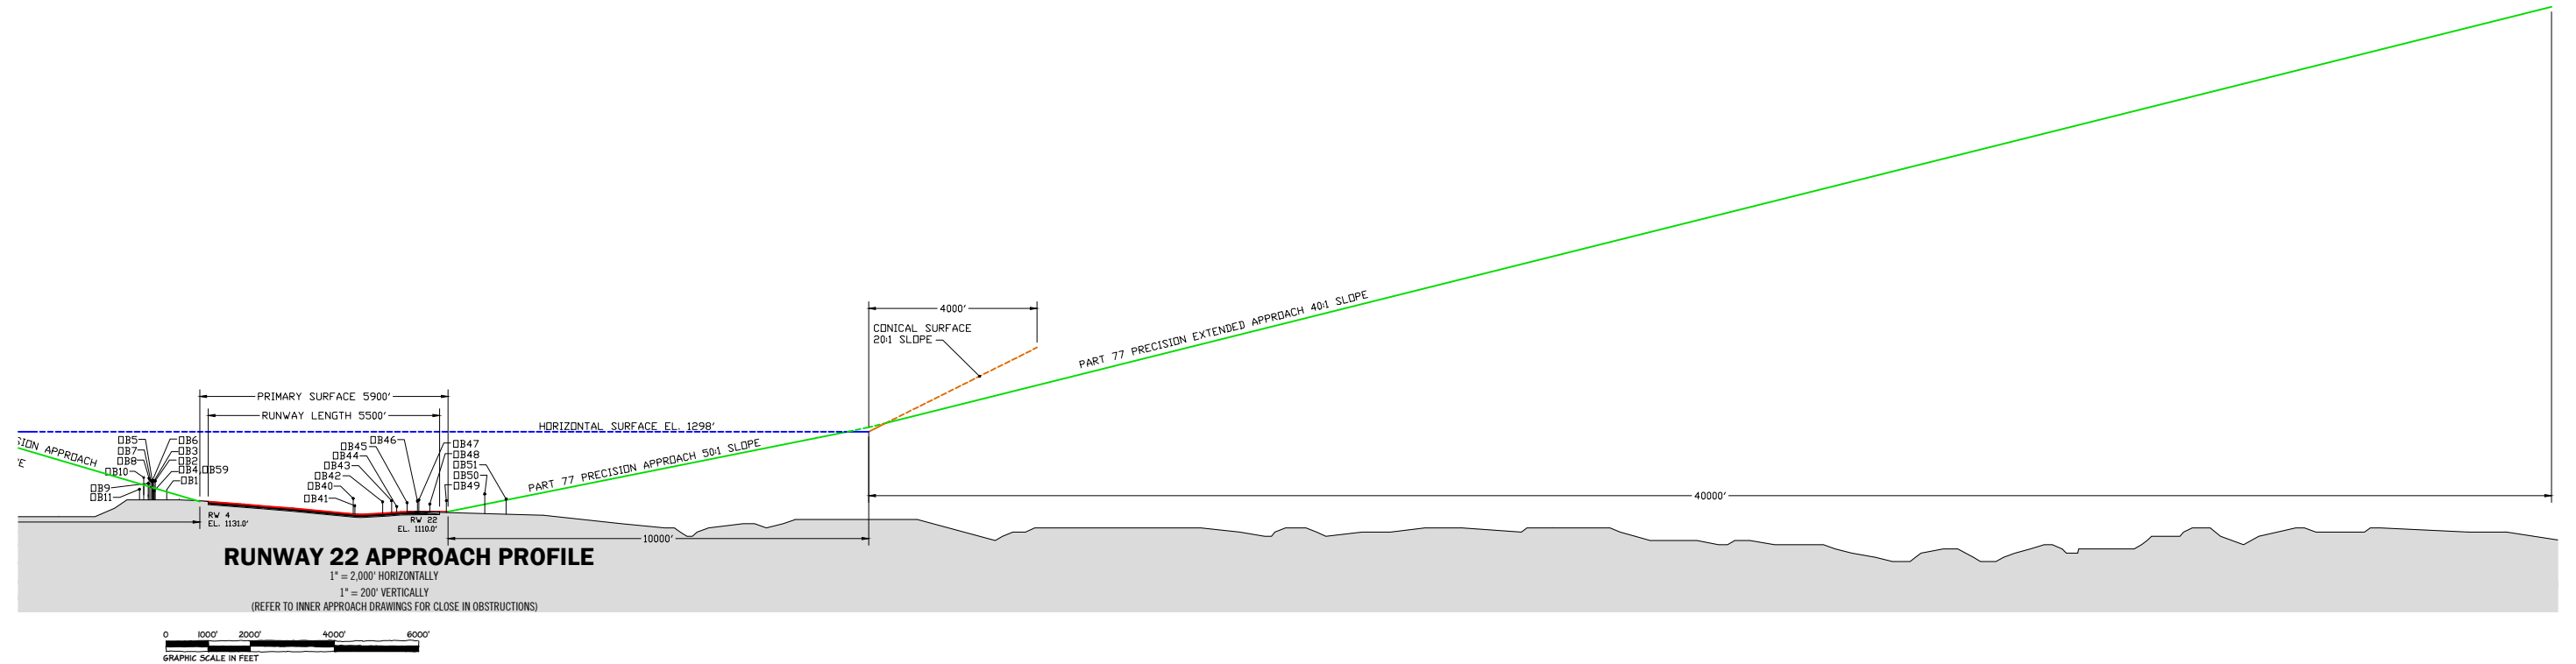 4000'
CONICAL SURFACE
20:1 SLOPE
PART 77 PRECISION EXTENDED APPROACH 40:1 SLOPE
PRIMARY SURFACE 5900'
RUNWAY LENGTH 5500'
HORIZONTAL SURFACE EL. 1298'
PART 77 PRECISION APPROACH 50:1 SLOPE
SION APPROACH
E
OB5
OB6
OB7
OB3
OB8
OB2
OB10
OB4,OB59
OB9
OB1
OB11
OB46
OB47
OB45
OB48
OB44
OB51
OB43
OB50
OB42
OB49
OB40
OB41
40000'
RW 4
EL. 1131.0'
RW 22
EL. 1110.0'
10000'
RUNWAY 22 APPROACH PROFILE
1" = 2,000' HORIZONTALLY
1" = 200' VERTICALLY
(REFER TO INNER APPROACH DRAWINGS FOR CLOSE IN OBSTRUCTIONS)
0 1000' 2000' 4000' 6000'
GRAPHIC SCALE IN FEET